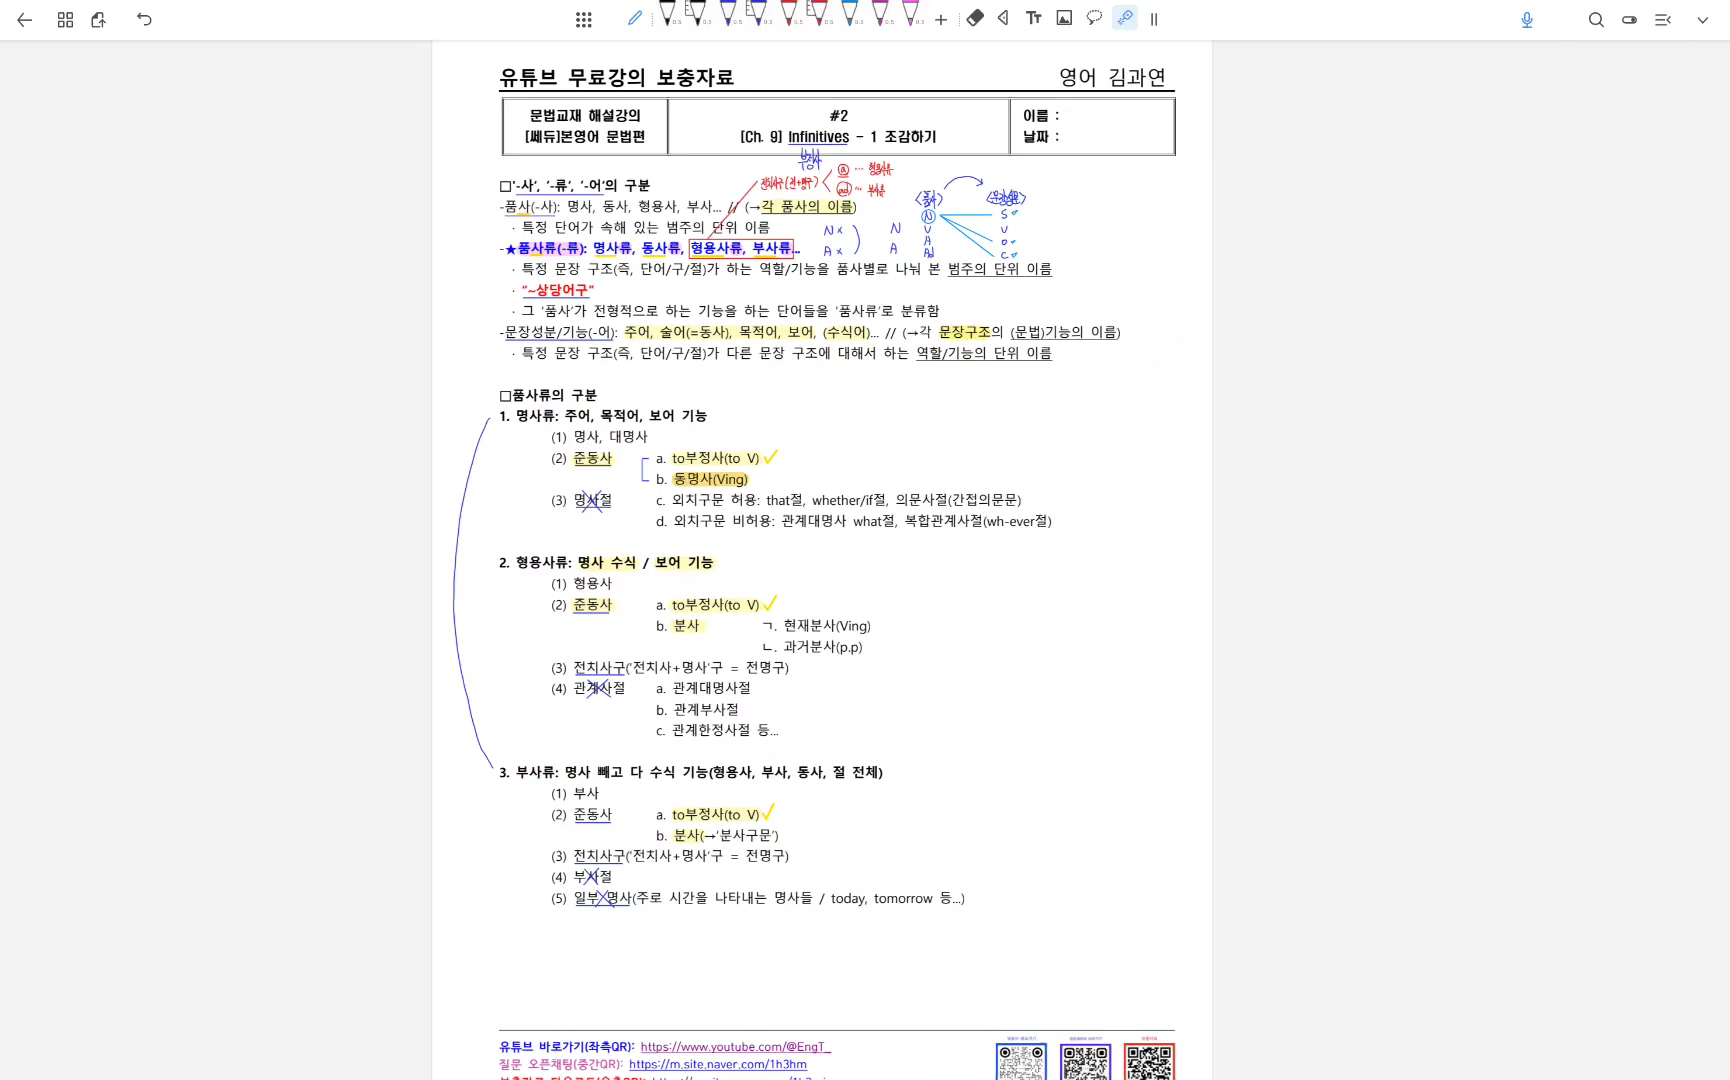 유튜브 무료강의 보충자료
영어 김과연
문법교재 해설강의
[쎄듀]본영어 문법편
#2
[Ch. 9] Infinitives - 1 조감하기
이름 :
날짜 :
부정사
전치사구(전+명구)
ⓐ … 형용사류
ad … 부사류
□'-사', '-류', '-어'의 구분
-품사(-사): 명사, 동사, 형용사, 부사... // (→각 품사의 이름)
· 특정 단어가 속해 있는 범주의 단위 이름
-★품사류(-류): 명사류, 동사류, 형용사류, 부사류...
N×
A×
N
A
<품사>
N
V
A
Ad
<문장성분>
S
V
O
C
· 특정 문장 구조(즉, 단어/구/절)가 하는 역할/기능을 품사별로 나눠 본 범주의 단위 이름
· "~상당어구"
· 그 '품사'가 전형적으로 하는 기능을 하는 단어들을 '품사류'로 분류함
-문장성분/기능(-어): 주어, 술어(=동사), 목적어, 보어, (수식어)... // (→각 문장구조의 (문법)기능의 이름)
· 특정 문장 구조(즉, 단어/구/절)가 다른 문장 구조에 대해서 하는 역할/기능의 단위 이름
□품사류의 구분
1. 명사류: 주어, 목적어, 보어 기능
(1) 명사, 대명사
(2) 준동사 a. to부정사(to V)
b. 동명사(Ving)
(3) 명사절 c. 외치구문 허용: that절, whether/if절, 의문사절(간접의문문)
d. 외치구문 비허용: 관계대명사 what절, 복합관계사절(wh-ever절)
2. 형용사류: 명사 수식 / 보어 기능
(1) 형용사
(2) 준동사 a. to부정사(to V)
b. 분사 ㄱ. 현재분사(Ving)
ㄴ. 과거분사(p.p)
(3) 전치사구('전치사+명사'구 = 전명구)
(4) 관계사절 a. 관계대명사절
b. 관계부사절
c. 관계한정사절 등...
3. 부사류: 명사 빼고 다 수식 기능(형용사, 부사, 동사, 절 전체)
(1) 부사
(2) 준동사 a. to부정사(to V)
b. 분사(→'분사구문')
(3) 전치사구('전치사+명사'구 = 전명구)
(4) 부사절
(5) 일부 명사(주로 시간을 나타내는 명사들 / today, tomorrow 등...)
유튜브 바로가기(좌측QR): https://www.youtube.com/@EngT_
질문 오픈채팅(중간QR): https://m.site.naver.com/1h3hm